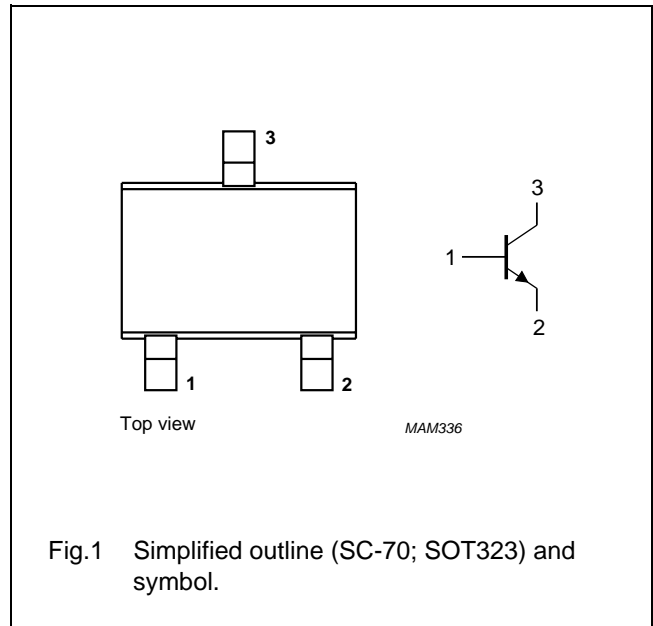 3
1
2
Top view
3
1
2
MAM336
Fig.1 Simplified outline (SC-70; SOT323) and
symbol.